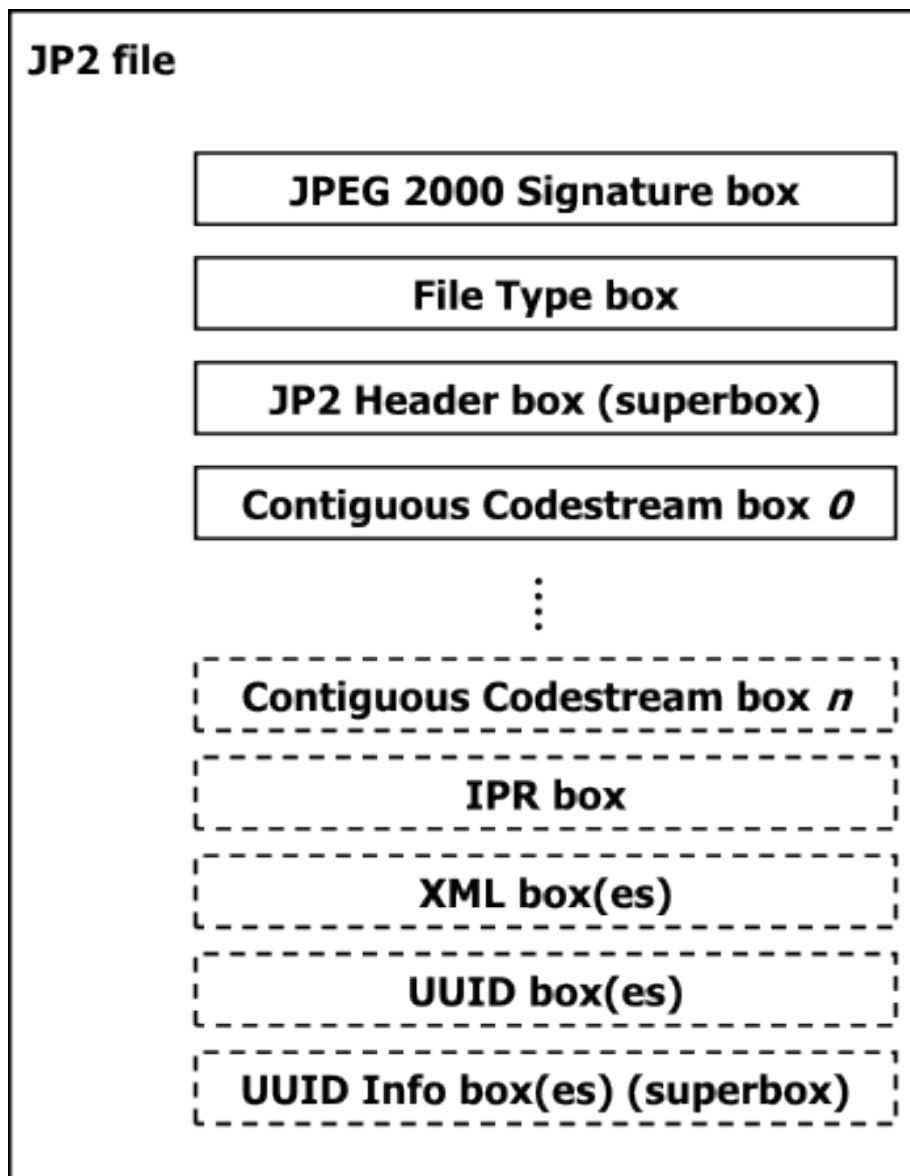 JP2 file
JPEG 2000 Signature box
File Type box
JP2 Header box (superbox)
Contiguous Codestream box 0
Contiguous Codestream box n
IPR box
XML box(es)
UUID box(es)
UUID Info box(es) (superbox)